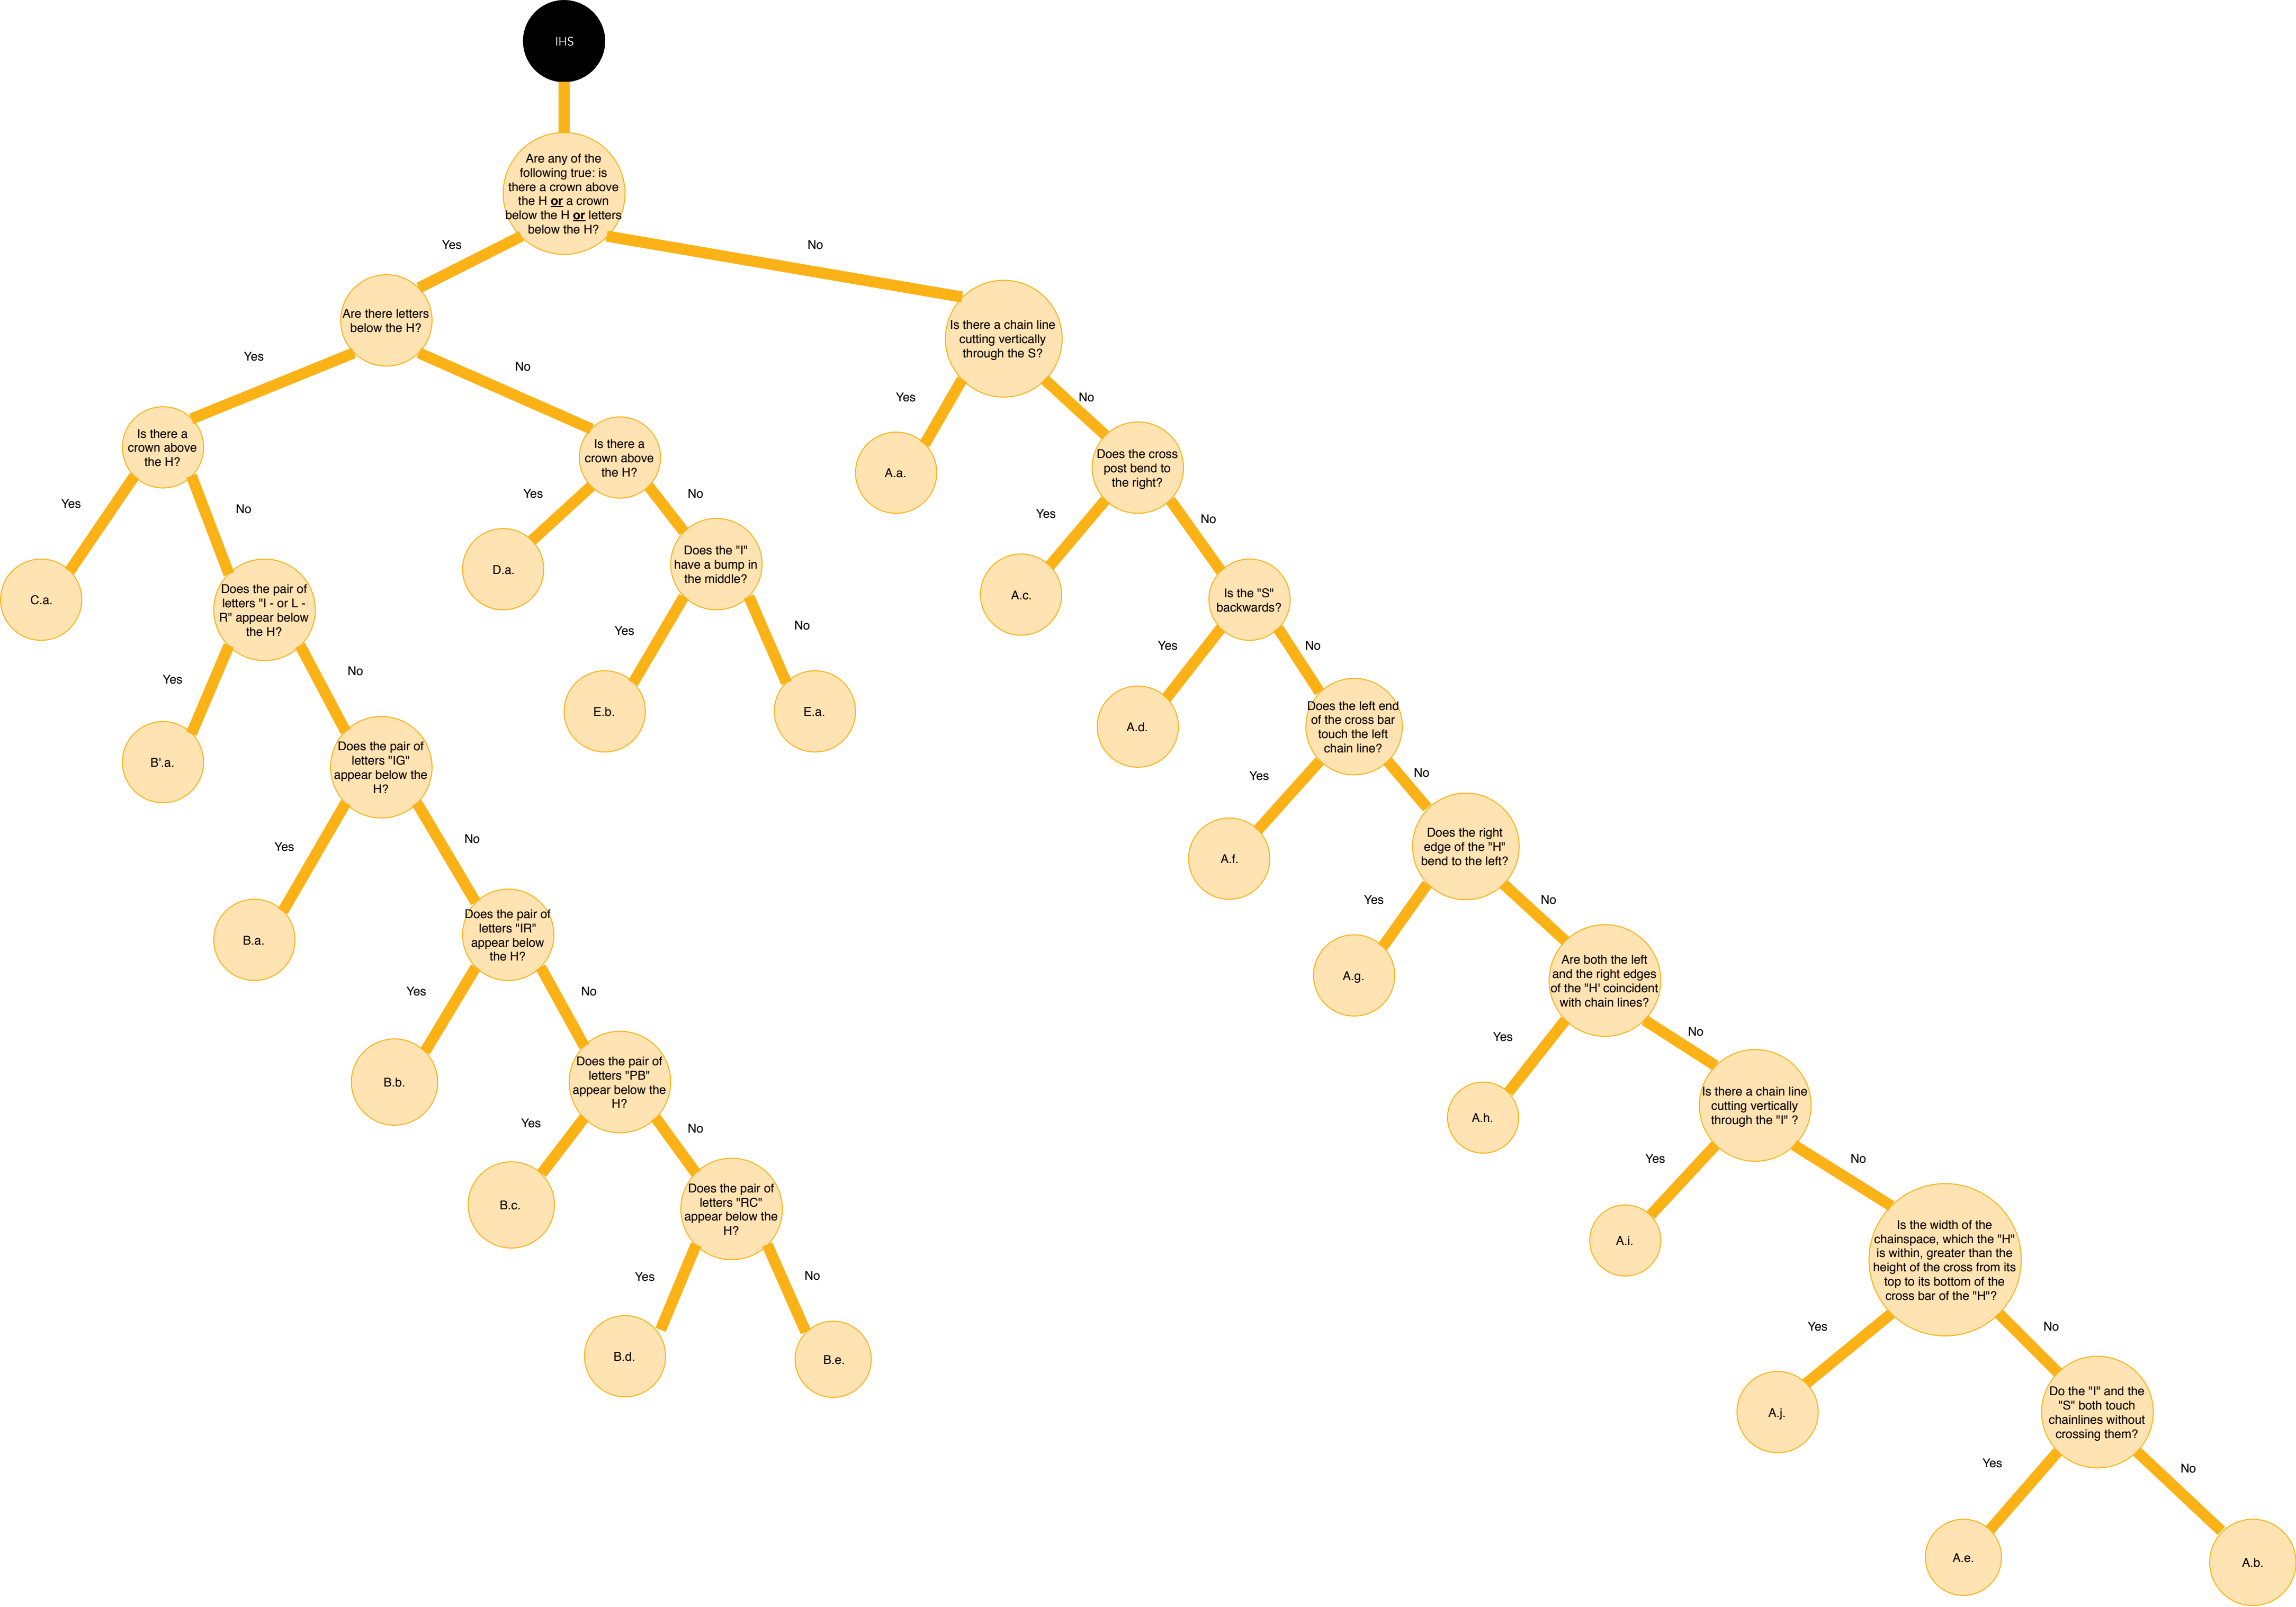 IHS
Are any of the
following true: is
there a crown above
the H or a crown
below the H or letters
below the H?
Yes
No
Are there letters
below the H?
Is there a chain line
cutting vertically
through the S?
Yes
No
Yes
No
Is there a
crown above
the H?
Is there a
crown above
the H?
A.a.
Does the cross
post bend to
the right?
Yes
No
Yes
No
Yes
No
C.a.
Does the pair of
letters "I - or L -
R" appear below
the H?
D.a.
Does the "I"
have a bump in
the middle?
A.c.
Is the "S"
backwards?
Yes
No
Yes
No
Yes
No
B'.a.
Does the pair of
letters "IG"
appear below the
H?
E.b.
E.a.
A.d.
Does the left end
of the cross bar
touch the left
chain line?
Yes
No
Yes
No
B.a.
Does the pair of
letters "IR"
appear below
the H?
A.f.
Does the right
edge of the "H"
bend to the left?
Yes
No
Yes
No
B.b.
Does the pair of
letters "PB"
appear below the
H?
A.g.
Are both the left
and the right edges
of the "H' coincident
with chain lines?
Yes
No
Yes
No
B.c.
Does the pair of
letters "RC"
appear below the
H?
A.h.
Is there a chain line
cutting vertically
through the "I" ?
Yes
No
Yes
No
B.d.
B.e.
A.i.
Is the width of the
chainspace, which the "H"
is within, greater than the
height of the cross from its
top to its bottom of the
cross bar of the "H"?
Yes
No
A.j.
Do the "I" and the
"S" both touch
chainlines without
crossing them?
Yes
No
A.e.
A.b.